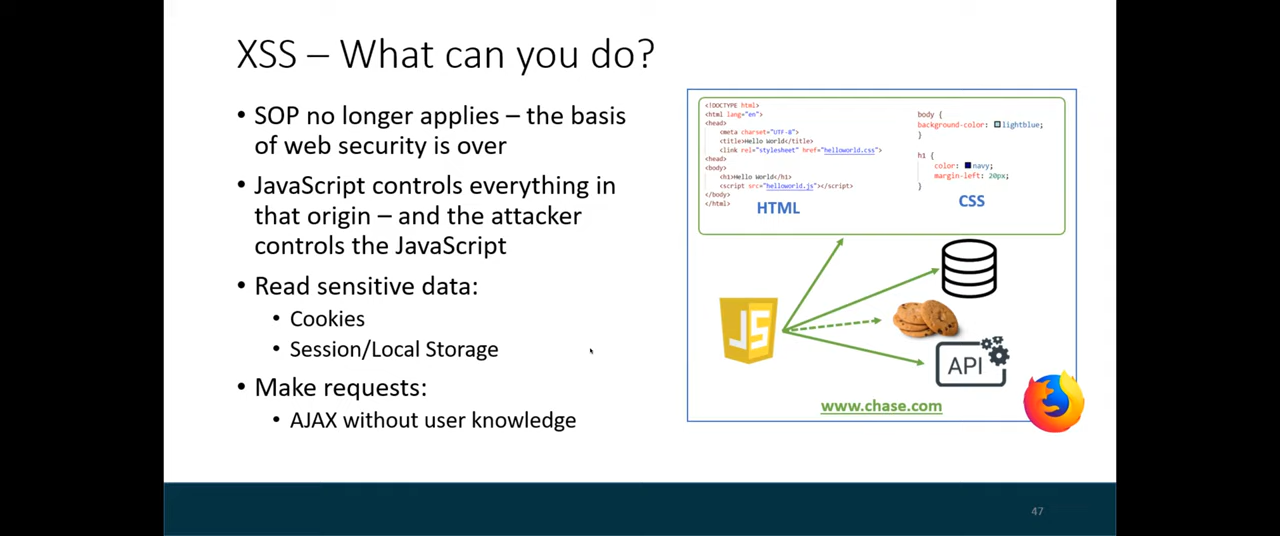 XSS – What can you do?
• SOP no longer applies – the basis
of web security is over
• JavaScript controls everything in
that origin – and the attacker
controls the JavaScript
• Read sensitive data:
• Cookies
• Session/Local Storage
• Make requests:
• AJAX without user knowledge
<!DOCTYPE html>
<html lang="en">
<head>
<meta charset="UTF-8">
<title>Hello World</title>
<link rel="stylesheet" href="helloworld.css">
<head>
<body>
<h1>Hello World</h1>
<script src="helloworld.js"></script>
</body>
</html>
HTML
body {
background-color: lightblue;
}
h1 {
color: navy;
margin-left: 20px;
}
CSS
JS
API
www.chase.com
47